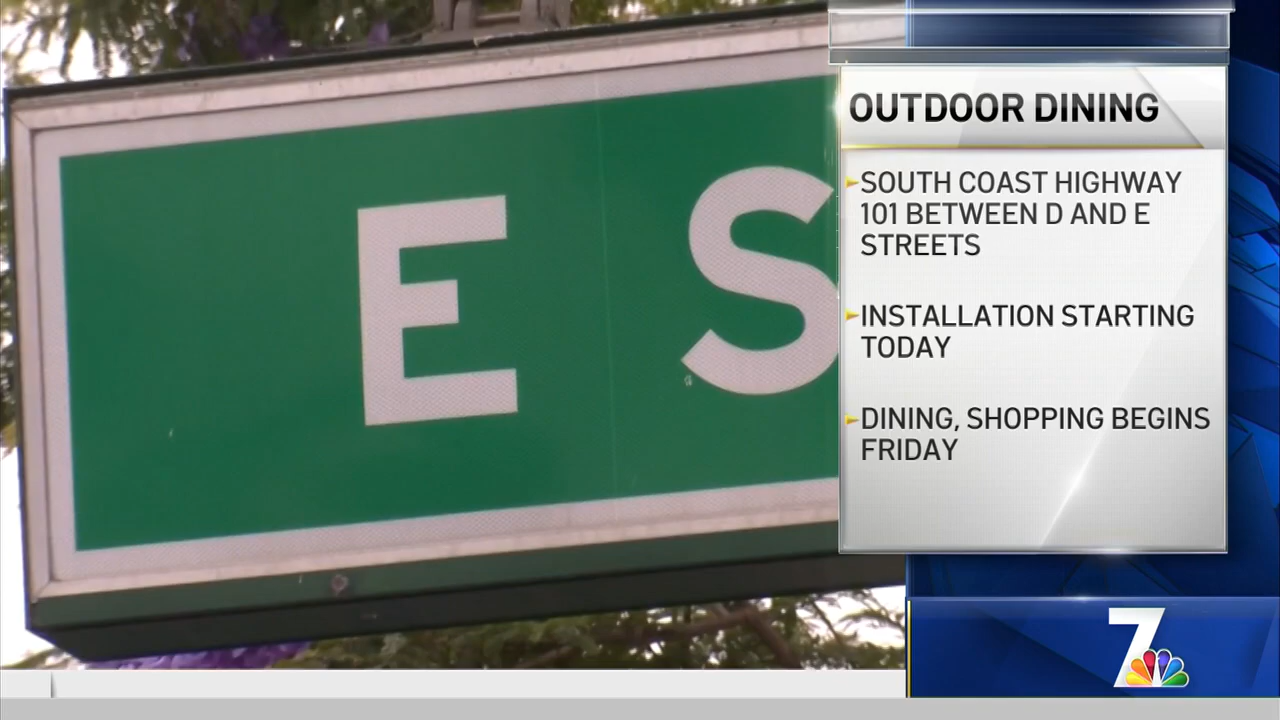 E S
OUTDOOR DINING
SOUTH COAST HIGHWAY
101 BETWEEN D AND E
STREETS
INSTALLATION STARTING
TODAY
DINING, SHOPPING BEGINS
FRIDAY
7